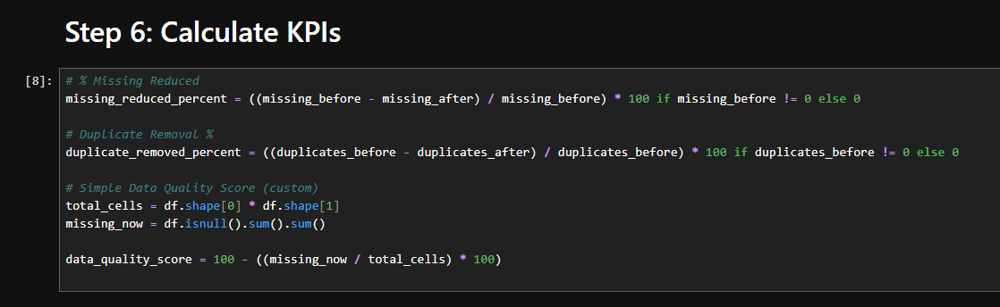 Step 6: Calculate KPIs
[8]:
# % Missing Reduced
missing_reduced_percent = ((missing_before - missing_after) / missing_before) * 100 if missing_before != 0 else 0
# Duplicate Removal %
duplicate_removed_percent = ((duplicates_before - duplicates_after) / duplicates_before) * 100 if duplicates_before != 0 else 0
# Simple Data Quality Score (custom)
total_cells = df.shape[0] * df.shape[1]
missing_now = df.isnull().sum().sum()
data_quality_score = 100 - ((missing_now / total_cells) * 100)